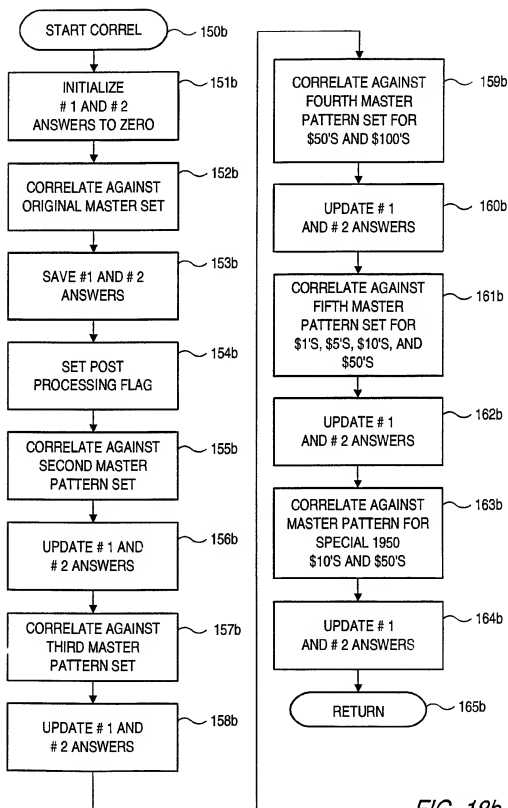 START CORREL
150b
INITIALIZE
# 1 AND # 2
ANSWERS TO ZERO
151b
CORRELATE AGAINST
ORIGINAL MASTER SET
152b
SAVE #1 AND # 2
ANSWERS
153b
SET POST
PROCESSING FLAG
154b
CORRELATE AGAINST
SECOND MASTER
PATTERN SET
155b
UPDATE # 1 AND
# 2 ANSWERS
156b
CORRELATE AGAINST
THIRD MASTER
PATTERN SET
157b
UPDATE # 1 AND
# 2 ANSWERS
158b
CORRELATE AGAINST
FOURTH MASTER
PATTERN SET FOR
$50'S AND $100'S
159b
UPDATE # 1
AND # 2 ANSWERS
160b
CORRELATE AGAINST
FIFTH MASTER
PATTERN SET FOR
$1'S, $5'S, $10'S, AND
$50'S
161b
UPDATE # 1
AND # 2 ANSWERS
162b
CORRELATE AGAINST
MASTER PATTERN FOR
SPECIAL 1950
$10'S AND $50'S
163b
UPDATE # 1
AND # 2 ANSWERS
164b
RETURN
165b